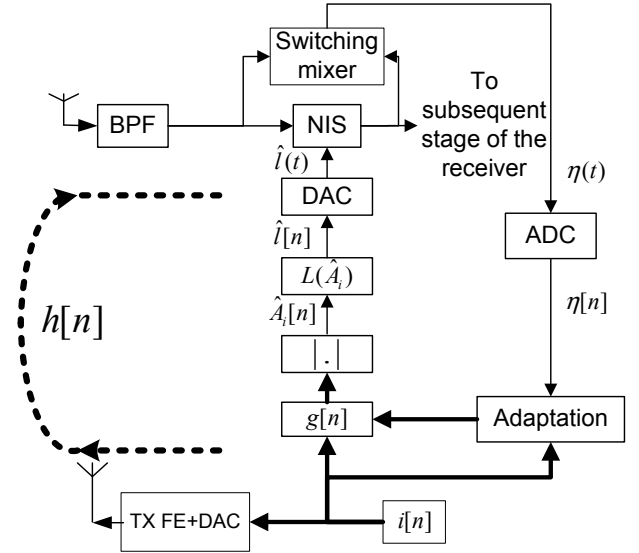 Switching
mixer
BPF
NIS
To
subsequent
stage of the
receiver
l̂(t)
η(t)
DAC
ADC
l̂[n]
L(Â_i)
η[n]
h[n]
Â_i[n]
|.|
g[n]
Adaptation
TX FE+DAC
i[n]